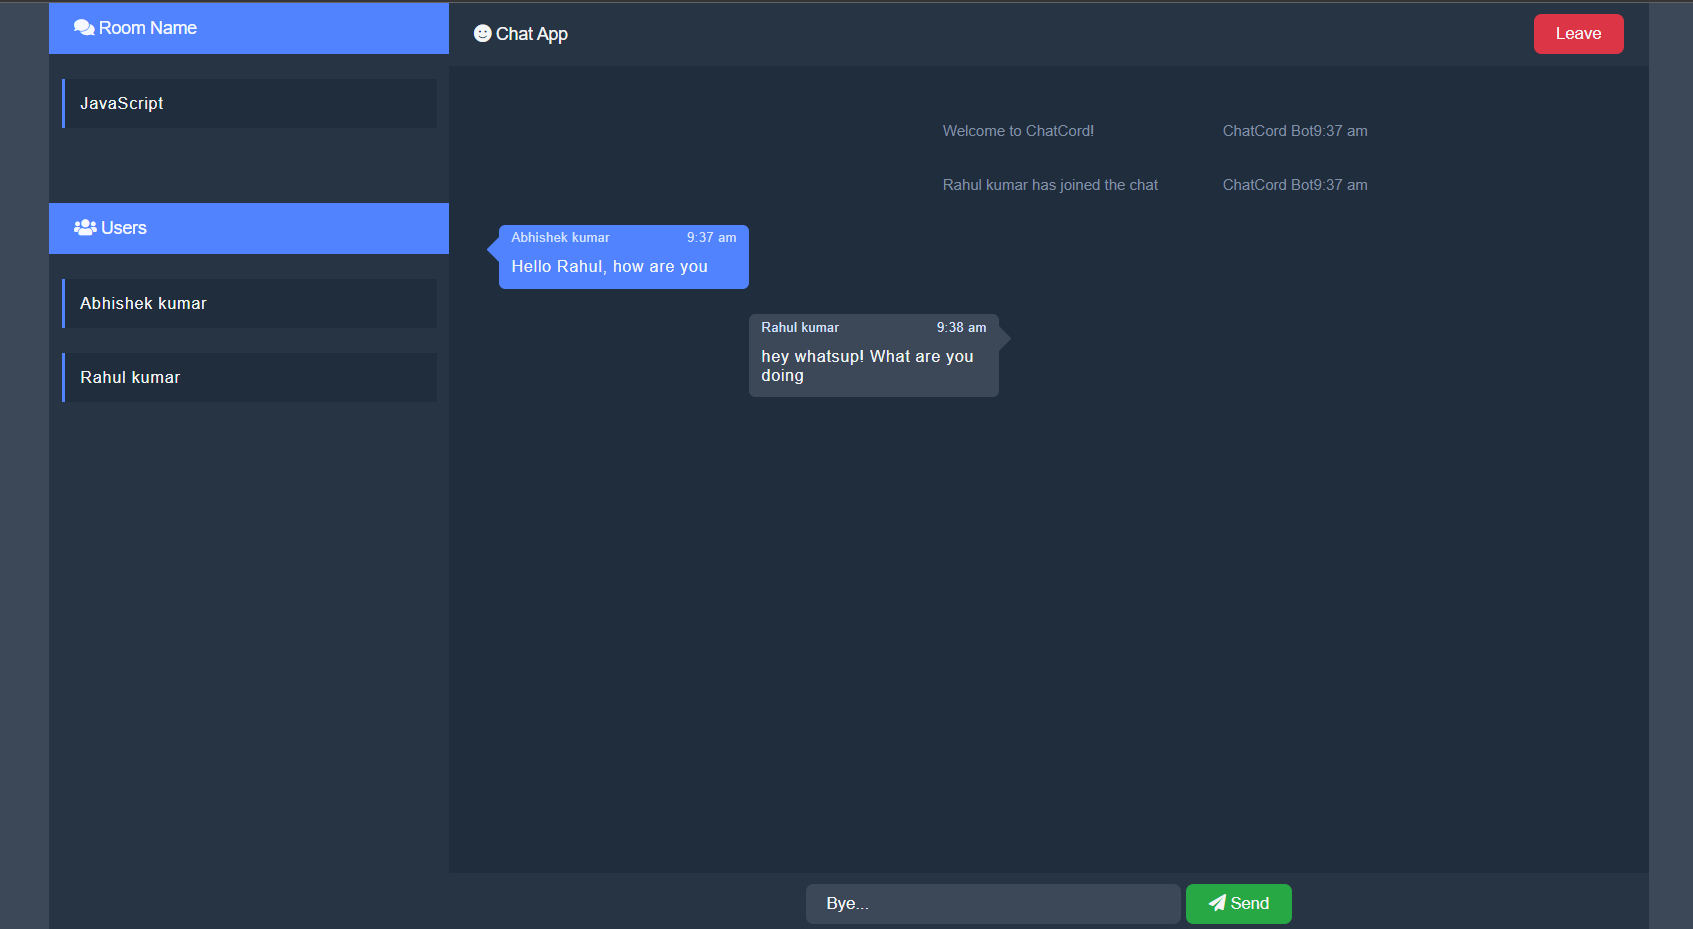 Room Name
JavaScript
Users
Abhishek kumar
Rahul kumar
Chat App
Leave
Welcome to ChatCord! ChatCord Bot9:37 am
Rahul kumar has joined the chat ChatCord Bot9:37 am
Abhishek kumar 9:37 am
Hello Rahul, how are you
Rahul kumar 9:38 am
hey whatsup! What are you
doing
Bye...
Send